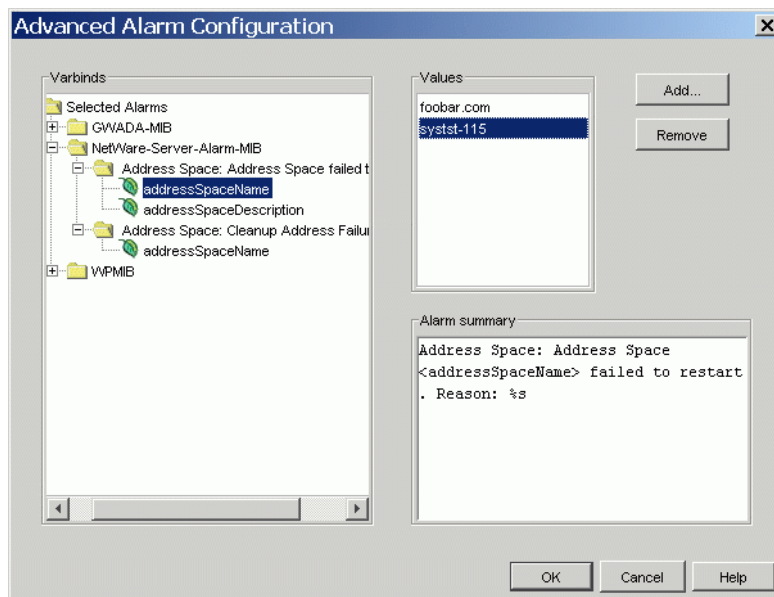 Advanced Alarm Configuration
Varbinds
Selected Alarms
GWADA-MIB
NetWare-Server-Alarm-MIB
Address Space: Address Space failed t
addressSpaceName
addressSpaceDescription
Address Space: Cleanup Address Failu
addressSpaceName
WPMIB
Values
foobar.com
systst-115
Add...
Remove
Alarm summary
Address Space: Address Space
<addressSpaceName> failed to restart
. Reason: %s
OK
Cancel
Help